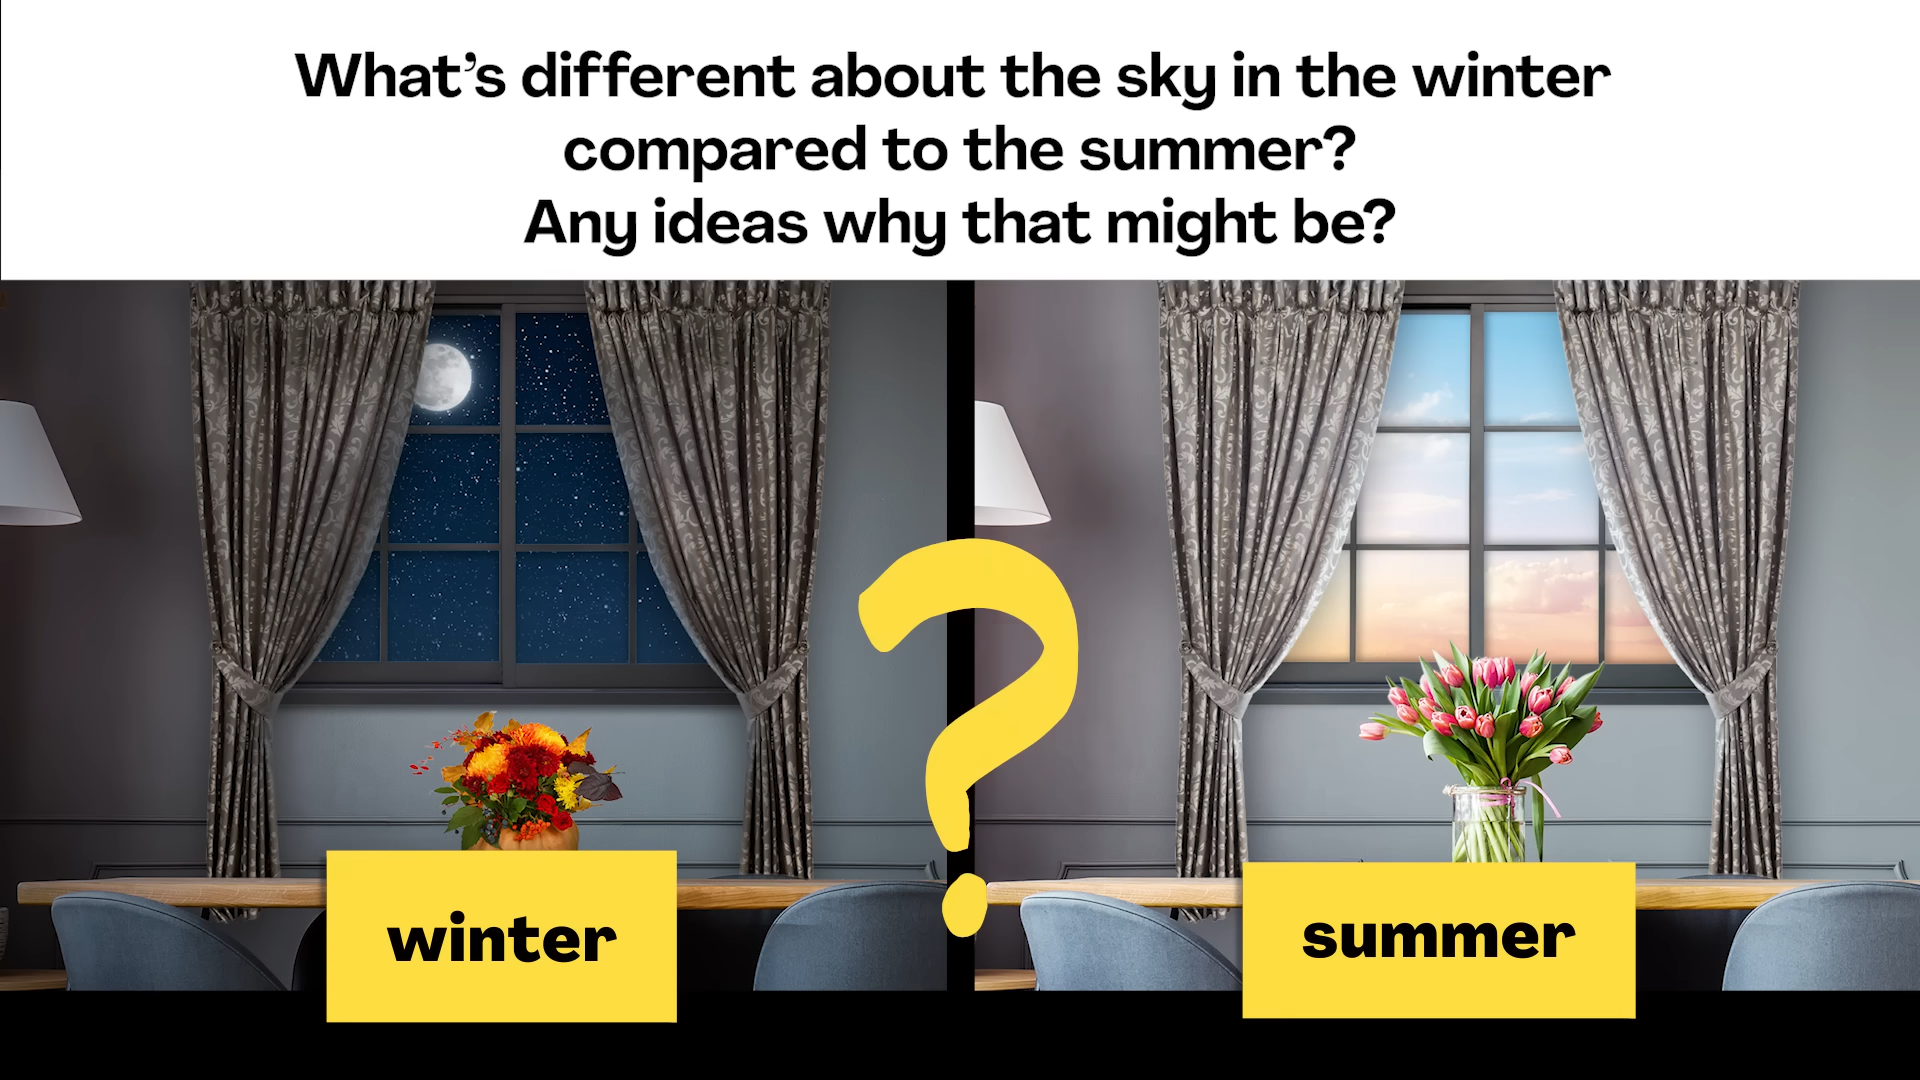 What’s different about the sky in the winter
compared to the summer?
Any ideas why that might be?
?
winter
summer